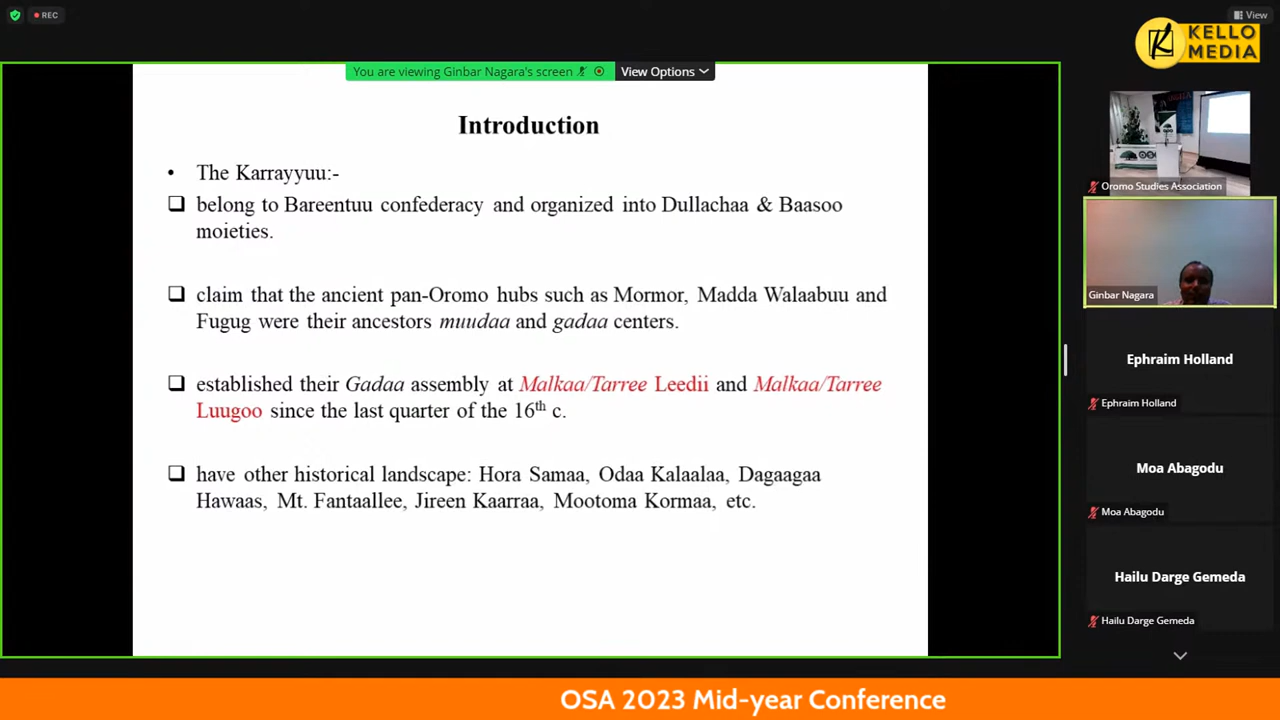 REC
View
KELLO
MEDIA
You are viewing Ginbar Nagara's screen
View Options
Introduction
• The Karrayyuu:-
❑ belong to Bareentuu confederacy and organized into Dullachaa & Baasoo
moieties.
❑ claim that the ancient pan-Oromo hubs such as Mormor, Madda Walaabuu and
Fugug were their ancestors muudaa and gadaa centers.
❑ established their Gadaa assembly at Malkaa/Tarree Leedii and Malkaa/Tarree
Luugoo since the last quarter of the 16th c.
❑ have other historical landscape: Hora Samaa, Odaa Kalaalaa, Dagaagaa
Hawaas, Mt. Fantaallee, Jireen Kaarraa, Mootoma Kormaa, etc.
Oromo Studies Association
Ginbar Nagara
Ephraim Holland
Ephraim Holland
Moa Abagodu
Moa Abagodu
Hailu Darge Gemeda
Hailu Darge Gemeda
OSA 2023 Mid-year Conference